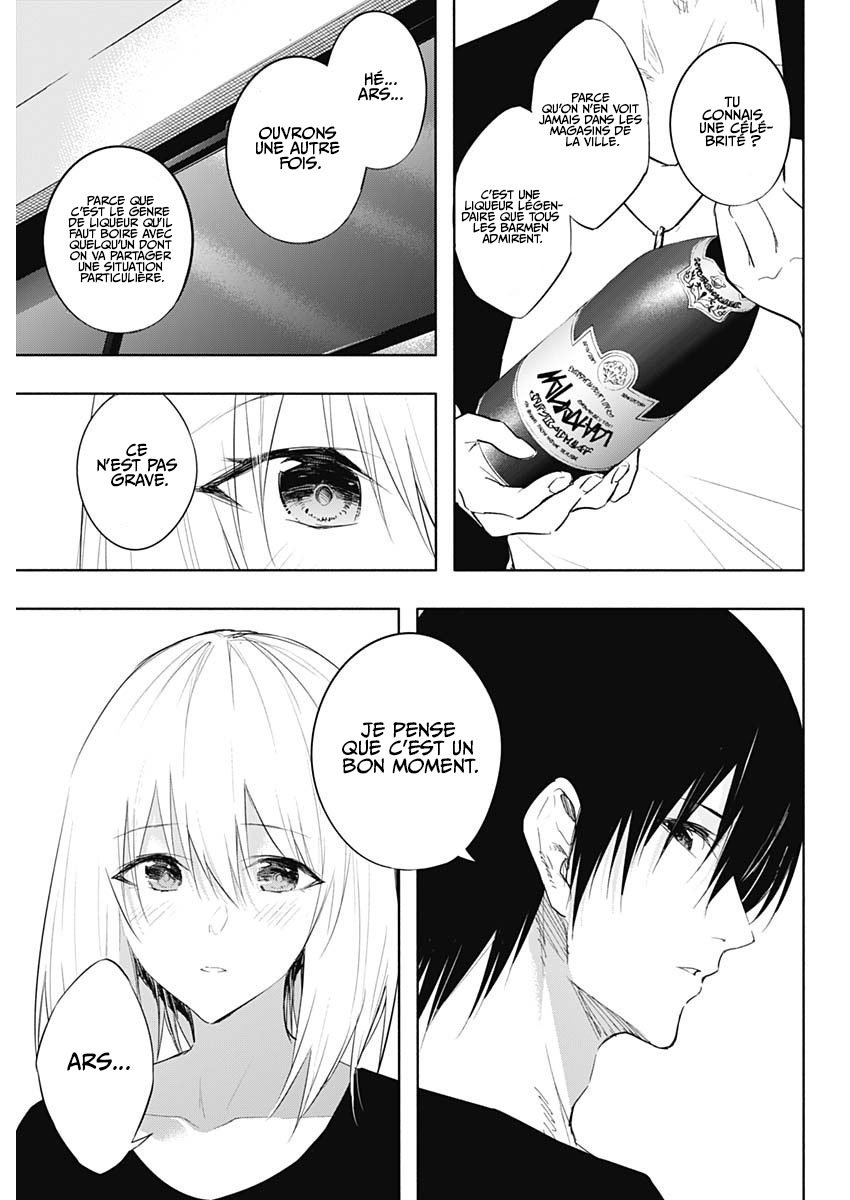 TU
CONNAIS
UNE CÉLÉ-
BRITÉ ?
PARCE
QU'ON N'EN VOIT
JAMAIS DANS LES
MAGASINS DE
LA VILLE.
C'EST UNE
LIQUEUR LÉGEN-
DAIRE QUE TOUS
LES BARMEN
ADMIRENT.
HÉ...
ARS...
OUVRONS
UNE AUTRE
FOIS.
PARCE QUE
C'EST LE GENRE
DE LIQUEUR QU'IL
FAUT BOIRE AVEC
QUELQU'UN DONT
ON VA PARTAGER
UNE SITUATION
PARTICULIÈRE.
CE
N'EST PAS
GRAVE.
JE PENSE
QUE C'EST UN
BON MOMENT.
ARS...